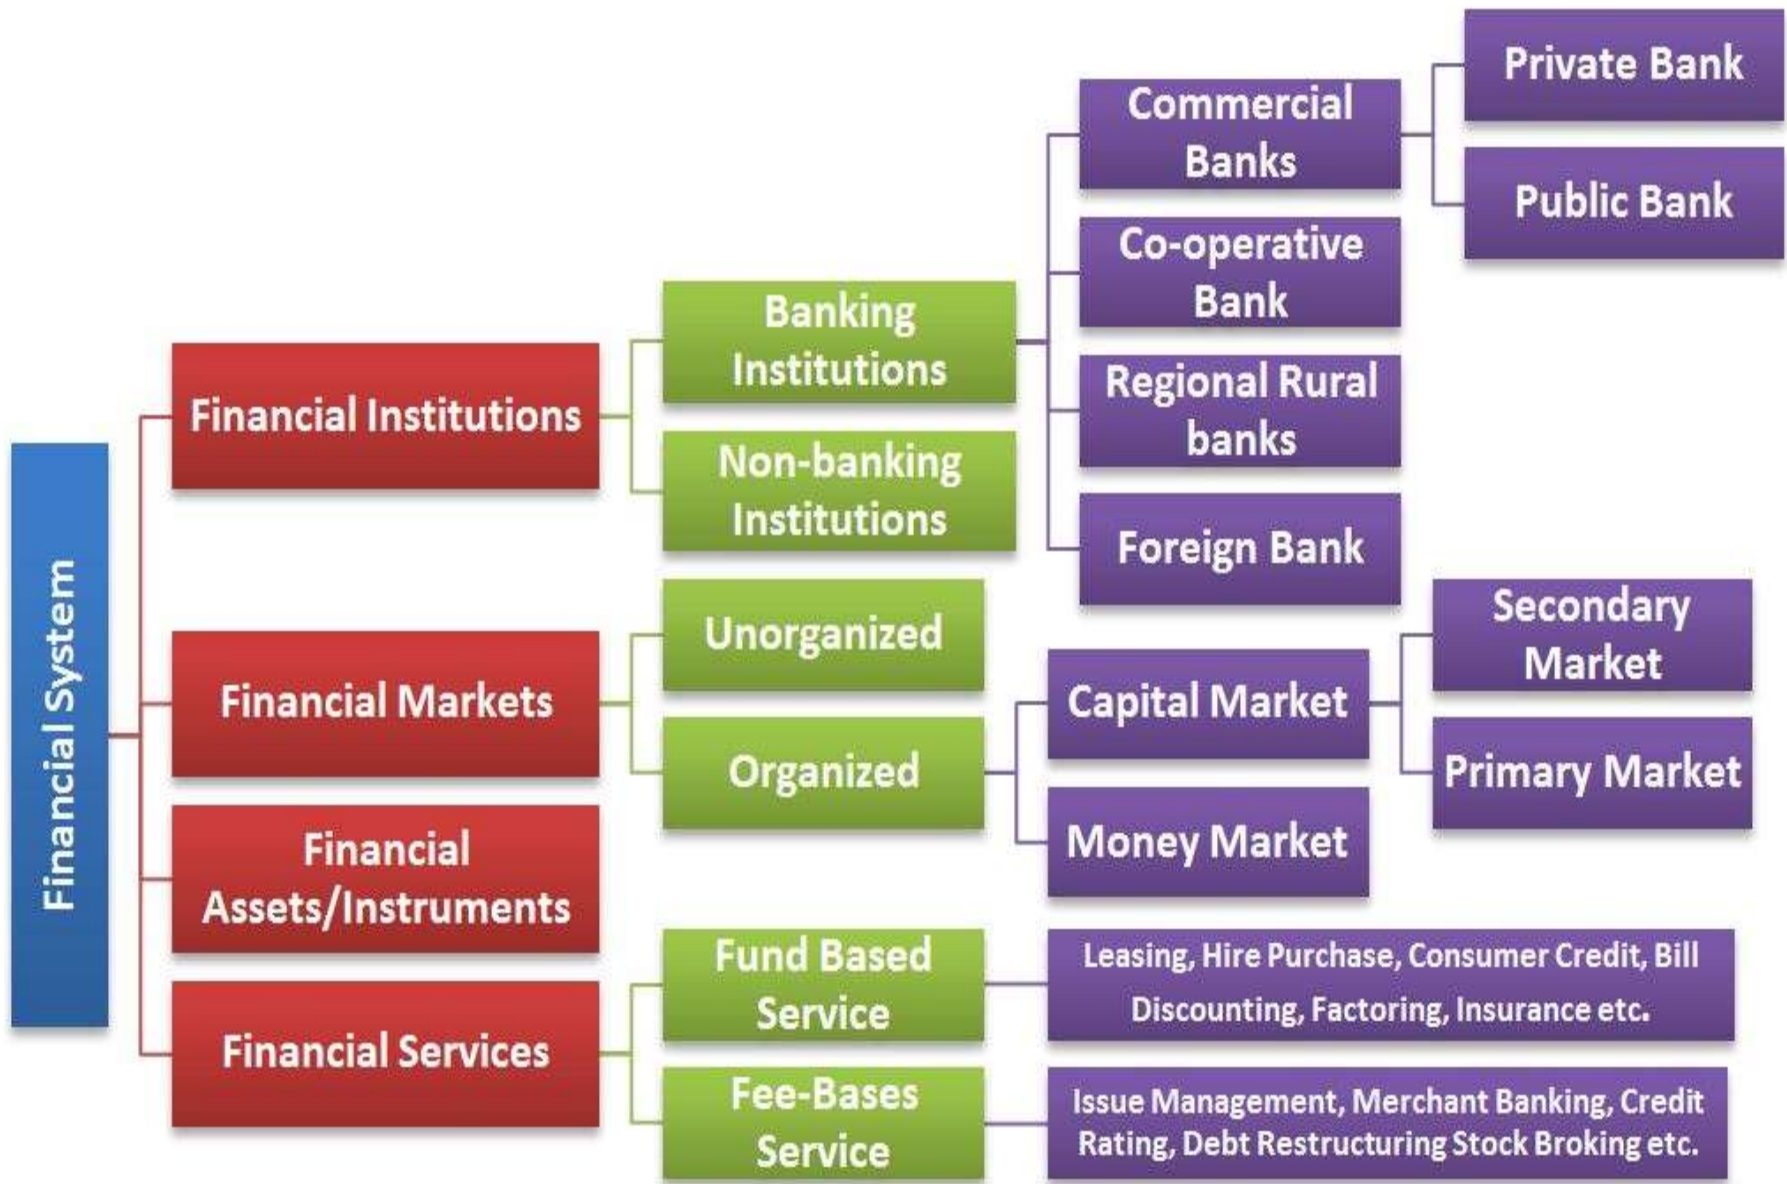 Financial System
Financial Institutions
Banking
Institutions
Commercial
Banks
Private Bank
Public Bank
Co-operative
Bank
Regional Rural
banks
Foreign Bank
Non-banking
Institutions
Financial Markets
Unorganized
Organized
Capital Market
Secondary
Market
Primary Market
Money Market
Financial
Assets/Instruments
Financial Services
Fund Based
Service
Leasing, Hire Purchase, Consumer Credit, Bill
Discounting, Factoring, Insurance etc.
Fee-Bases
Service
Issue Management, Merchant Banking, Credit
Rating, Debt Restructuring Stock Broking etc.